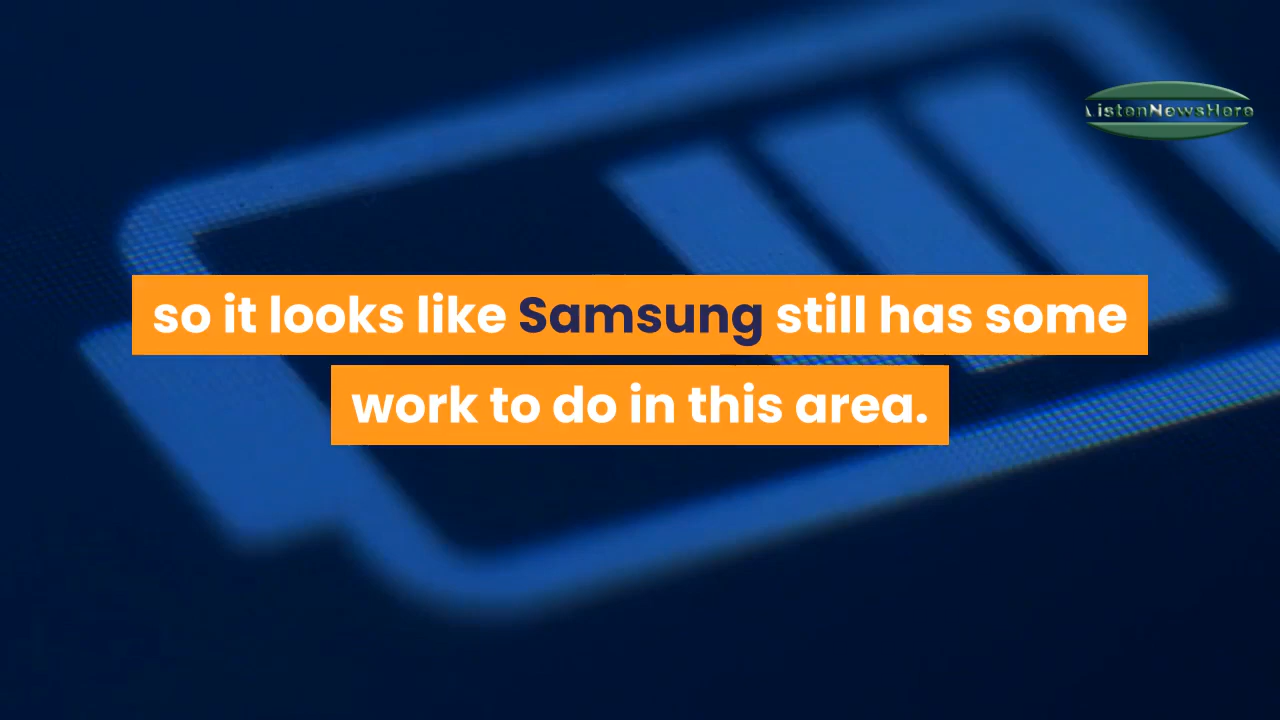 ListenNewsHere
so it looks like Samsung still has some
work to do in this area.